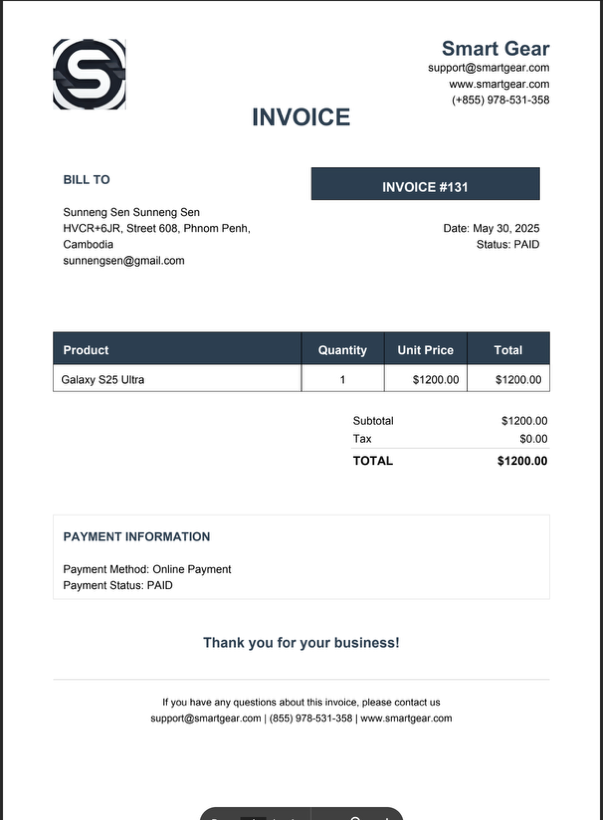 Smart Gear
support@smartgear.com
www.smartgear.com
(+855) 978-531-358
INVOICE
BILL TO
Sunneng Sen Sunneng Sen
HVCR+6JR, Street 608, Phnom Penh,
Cambodia
sunnengsen@gmail.com
INVOICE #131
Date: May 30, 2025
Status: PAID
Product Quantity Unit Price Total
Galaxy S25 Ultra 1 $1200.00 $1200.00
Subtotal $1200.00
Tax $0.00
TOTAL $1200.00
PAYMENT INFORMATION
Payment Method: Online Payment
Payment Status: PAID
Thank you for your business!
If you have any questions about this invoice, please contact us
support@smartgear.com | (855) 978-531-358 | www.smartgear.com